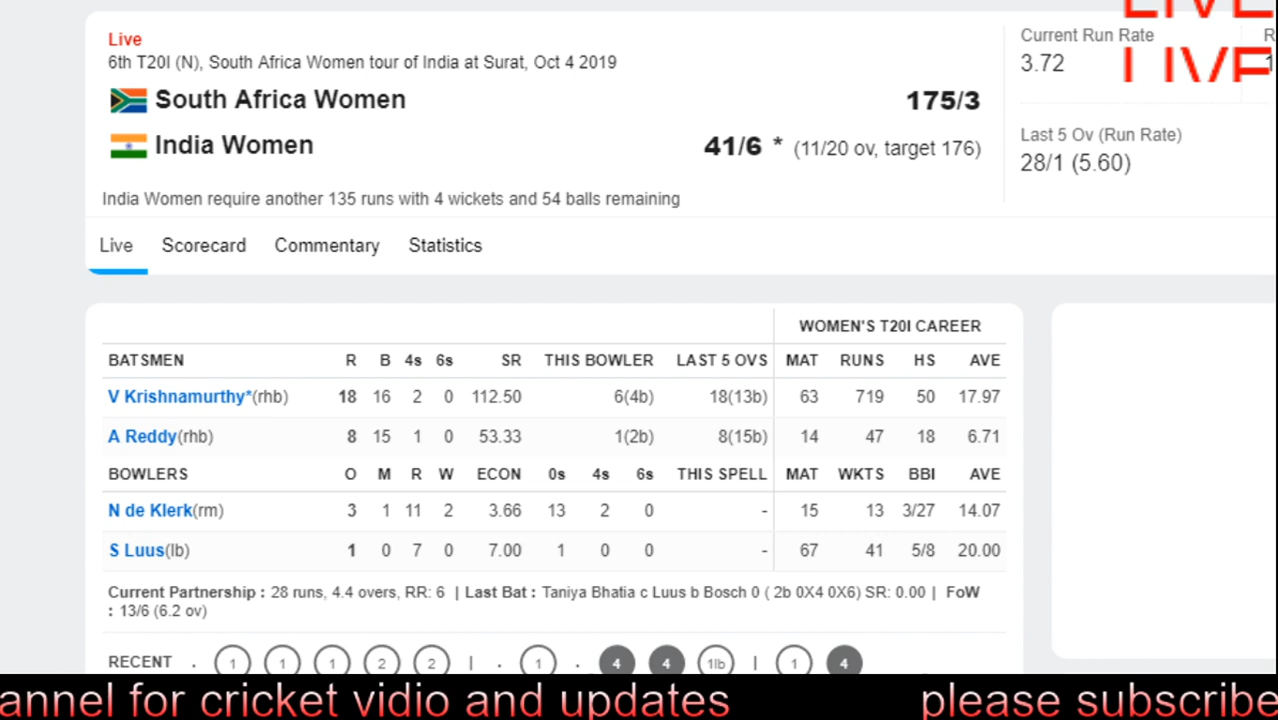 LIVE
Live
Current Run Rate
R
6th T20I (N), South Africa Women tour of India at Surat, Oct 4 2019
3.72
LIVE
1
South Africa Women 175/3
India Women 41/6 * (11/20 ov, target 176)
Last 5 Ov (Run Rate)
28/1 (5.60)
India Women require another 135 runs with 4 wickets and 54 balls remaining
Live Scorecard Commentary Statistics
WOMEN'S T20I CAREER
BATSMEN R B 4s 6s SR THIS BOWLER LAST 5 OVS MAT RUNS HS AVE
V Krishnamurthy*(rhb) 18 16 2 0 112.50 6(4b) 18(13b) 63 719 50 17.97
A Reddy(rhb) 8 15 1 0 53.33 1(2b) 8(15b) 14 47 18 6.71
BOWLERS O M R W ECON 0s 4s 6s THIS SPELL MAT WKTS BBI AVE
N de Klerk(rm) 3 1 11 2 3.66 13 2 0 - 15 13 3/27 14.07
S Luus(lb) 1 0 7 0 7.00 1 0 0 - 67 41 5/8 20.00
Current Partnership : 28 runs, 4.4 overs, RR: 6 | Last Bat : Taniya Bhatia c Luus b Bosch 0 ( 2b 0X4 0X6) SR: 0.00 | FoW
: 13/6 (6.2 ov)
RECENT . 1 1 1 2 2 | . 1 . 4 4 1lb | 1 4
annel for cricket vidio and updates please subscribe